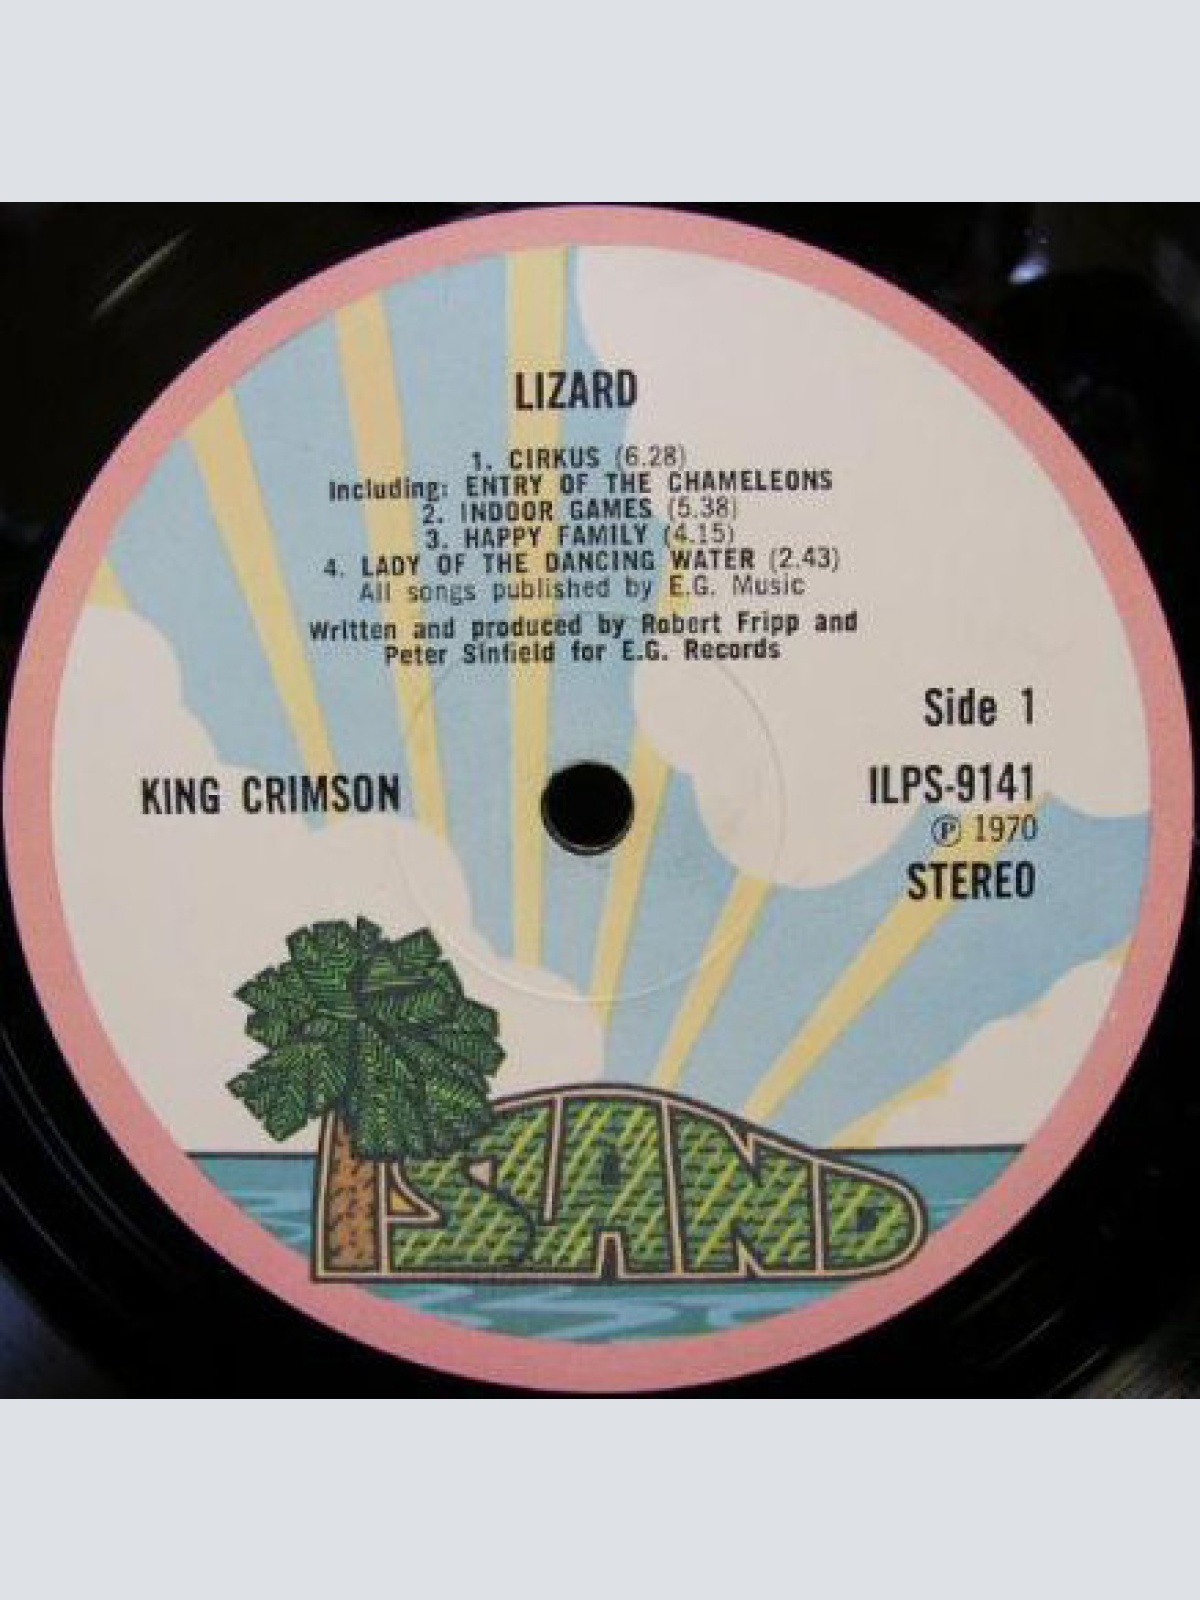 LIZARD
1. CIRKUS (6.28)
Including: ENTRY OF THE CHAMELEONS
2. INDOOR GAMES (5.38)
3. HAPPY FAMILY (4.15)
4. LADY OF THE DANCING WATER (2.43)
All songs published by E.G. Music
Written and produced by Robert Fripp and
Peter Sinfield for E.G. Records
Side 1
KING CRIMSON
ILPS-9141
Ⓟ 1970
STEREO
ISLAND